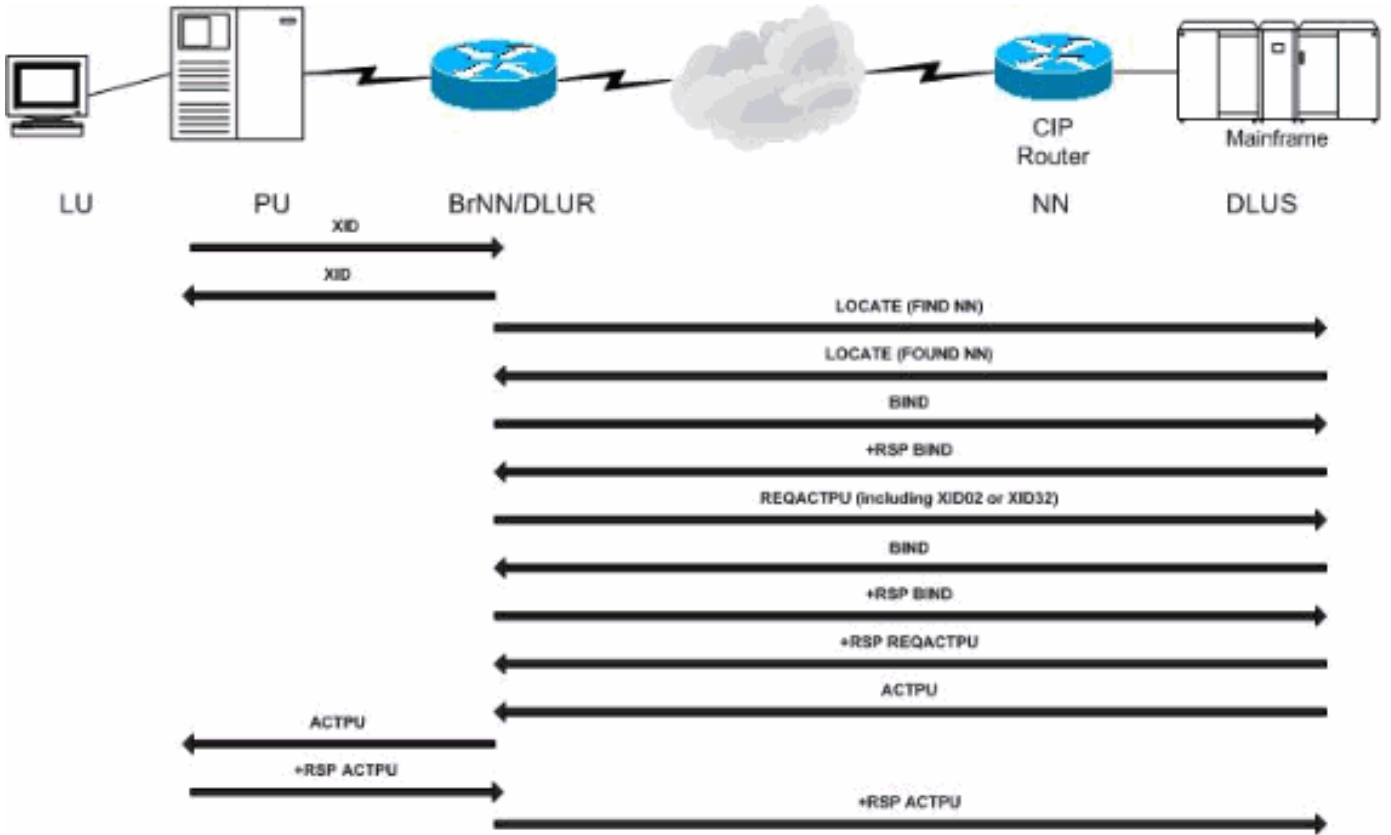 CIP
Router
Mainframe
LU PU BrNN/DLUR NN DLUS
XID
XID
LOCATE (FIND NN)
LOCATE (FOUND NN)
BIND
+RSP BIND
REQACTPU (including XID02 or XID32)
BIND
+RSP BIND
+RSP REQACTPU
ACTPU
ACTPU
+RSP ACTPU
+RSP ACTPU